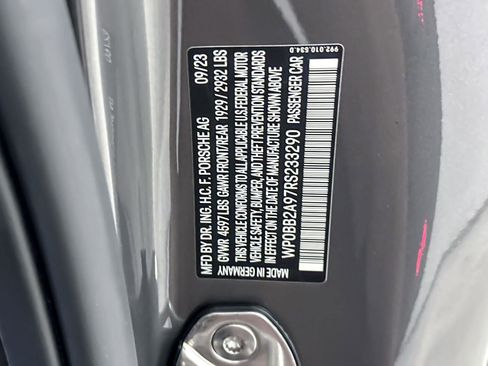 992.010.534.D
MFD BY DR. ING. H.C. F. PORSCHE AG 09/23
GVWR 4597 LBS GAWR FRONT/REAR 1929 / 2932 LBS
THIS VEHICLE CONFORMS TO ALL APPLICABLE U.S. FEDERAL MOTOR
VEHICLE SAFETY, BUMPER, AND THEFT PREVENTION STANDARDS
IN EFFECT ON THE DATE OF MANUFACTURE SHOWN ABOVE
WP0BB2A97RS233290 PASSENGER CAR
MADE IN GERMANY